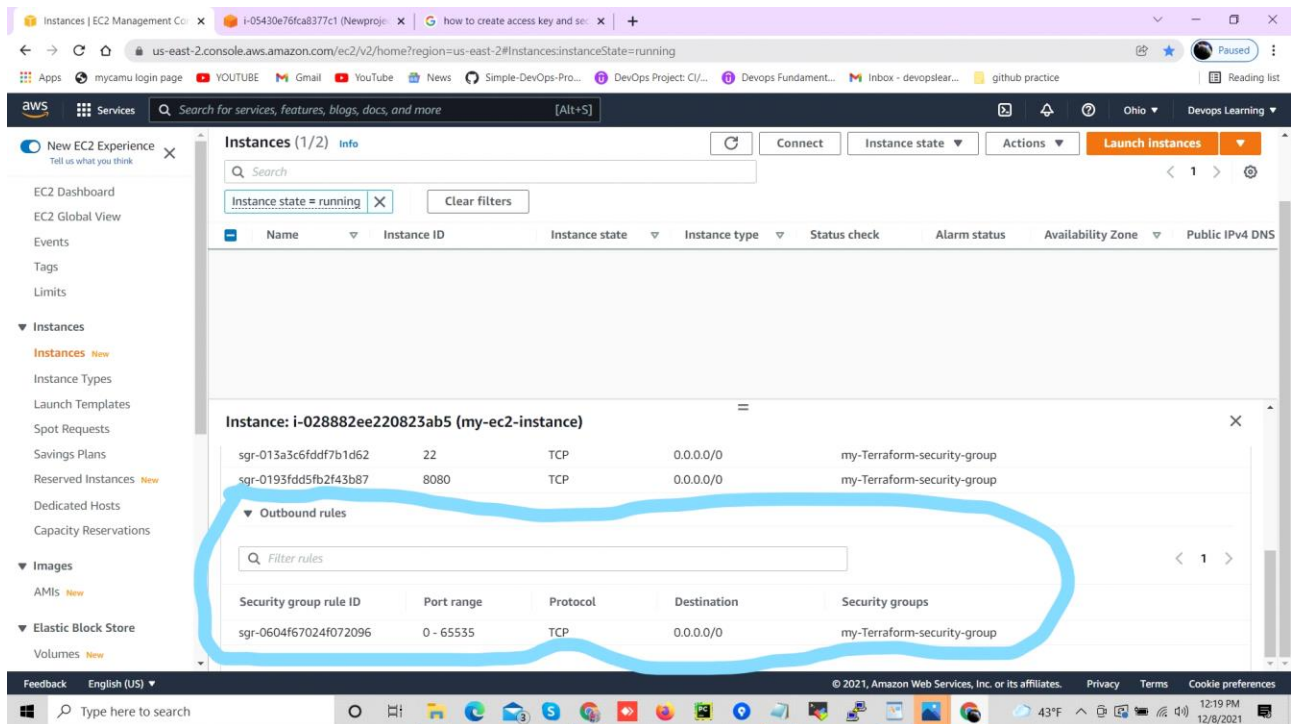 Instances | EC2 Management Co
i-05430e76fca8377c1 (Newproje
how to create access key and sec
us-east-2.console.aws.amazon.com/ec2/v2/home?region=us-east-2#Instances:instanceState=running
Paused
Apps mycamu login page YOUTUBE Gmail YouTube News Simple-DevOps-Pro... DevOps Project: CI/... Devops Fundament... Inbox - devopslear... github practice Reading list
aws Services Search for services, features, blogs, docs, and more [Alt+S] Ohio Devops Learning
New EC2 Experience
Tell us what you think
EC2 Dashboard
EC2 Global View
Events
Tags
Limits
Instances
Instances New
Instance Types
Launch Templates
Spot Requests
Savings Plans
Reserved Instances New
Dedicated Hosts
Capacity Reservations
Images
AMIs New
Elastic Block Store
Volumes New
Instances (1/2) Info Connect Instance state Actions Launch instances
Search 1
Instance state = running Clear filters
Name Instance ID Instance state Instance type Status check Alarm status Availability Zone Public IPv4 DNS
Instance: i-028882ee220823ab5 (my-ec2-instance)
sgr-013a3c6fddf7b1d62 22 TCP 0.0.0.0/0 my-Terraform-security-group
sgr-0193fdd5fb2f43b87 8080 TCP 0.0.0.0/0 my-Terraform-security-group
Outbound rules
Filter rules 1
Security group rule ID Port range Protocol Destination Security groups
sgr-0604f67024f072096 0 - 65535 TCP 0.0.0.0/0 my-Terraform-security-group
Feedback English (US) © 2021, Amazon Web Services, Inc. or its affiliates. Privacy Terms Cookie preferences
Type here to search 43°F 12:19 PM
12/8/2021